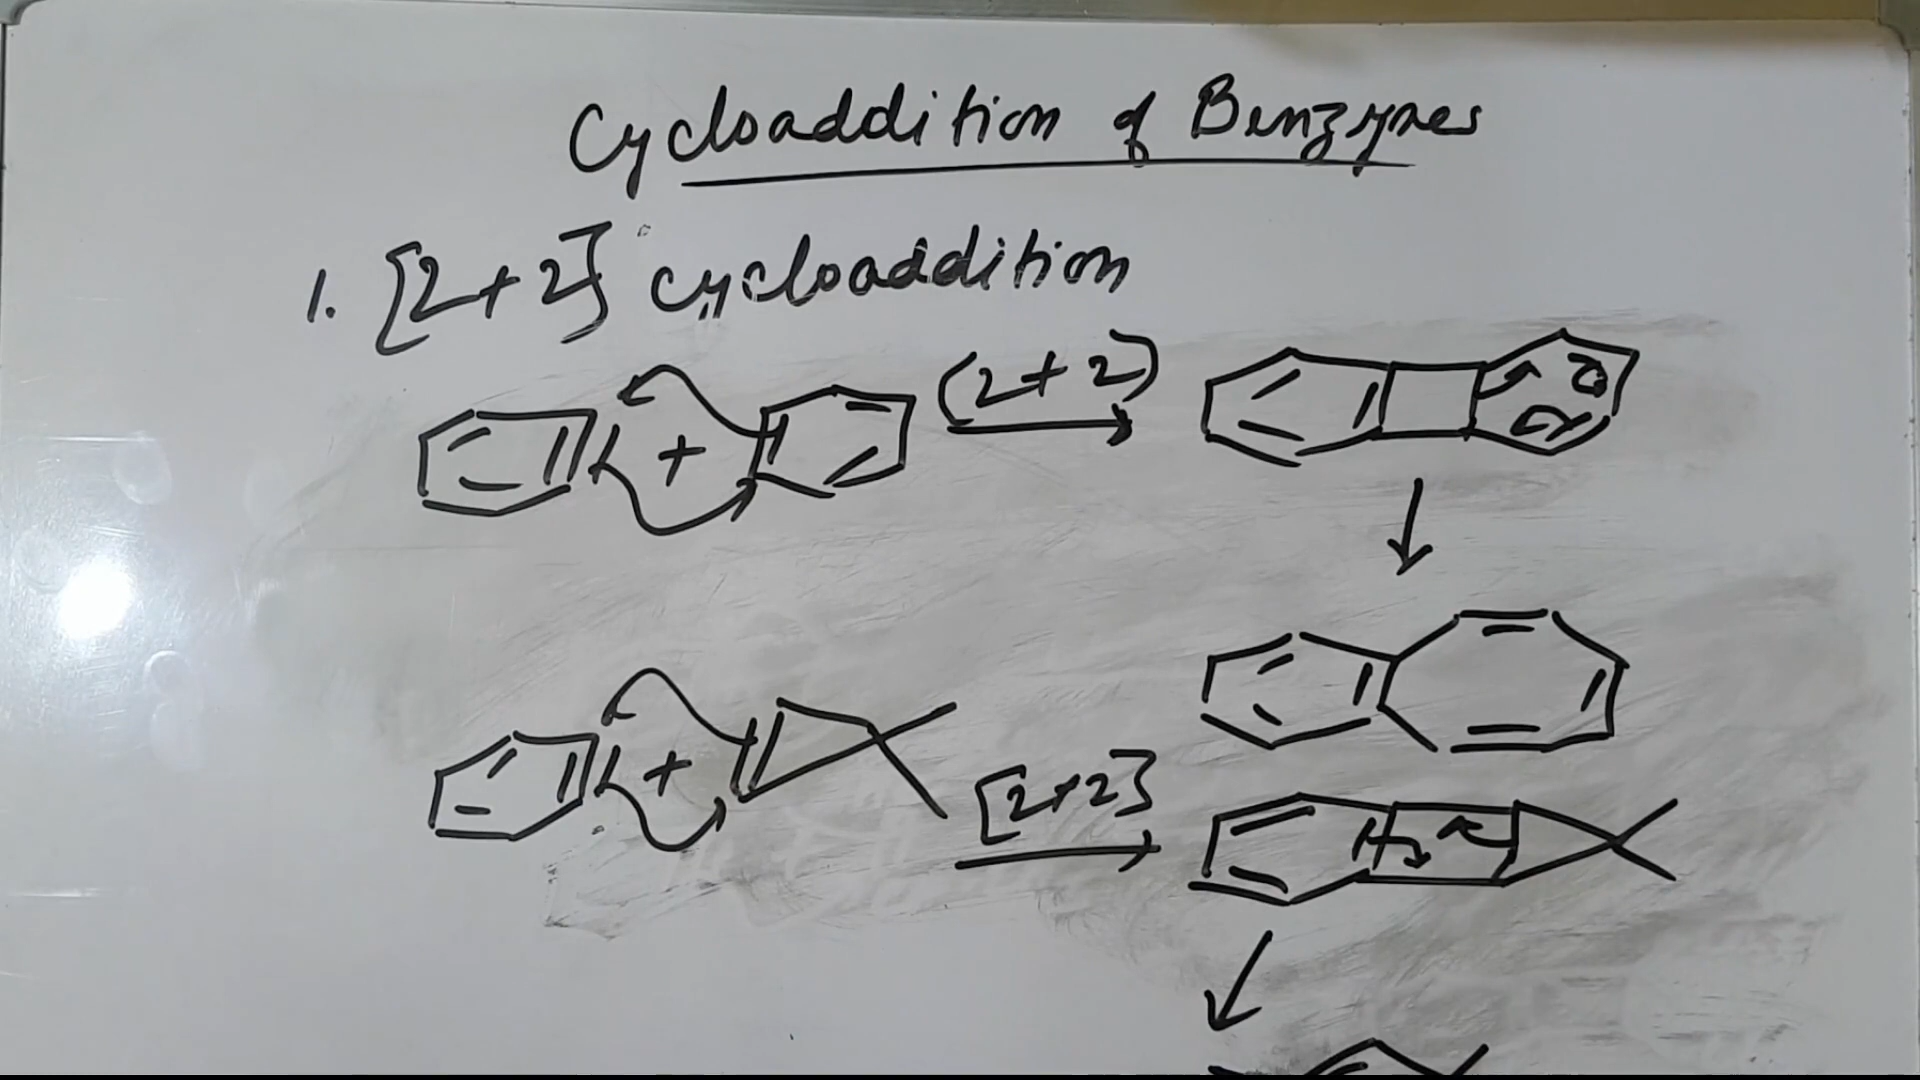 Cycloaddition of Benzynes
1. [2+2] cycloaddition
+
(2+2)
+
[2+2]